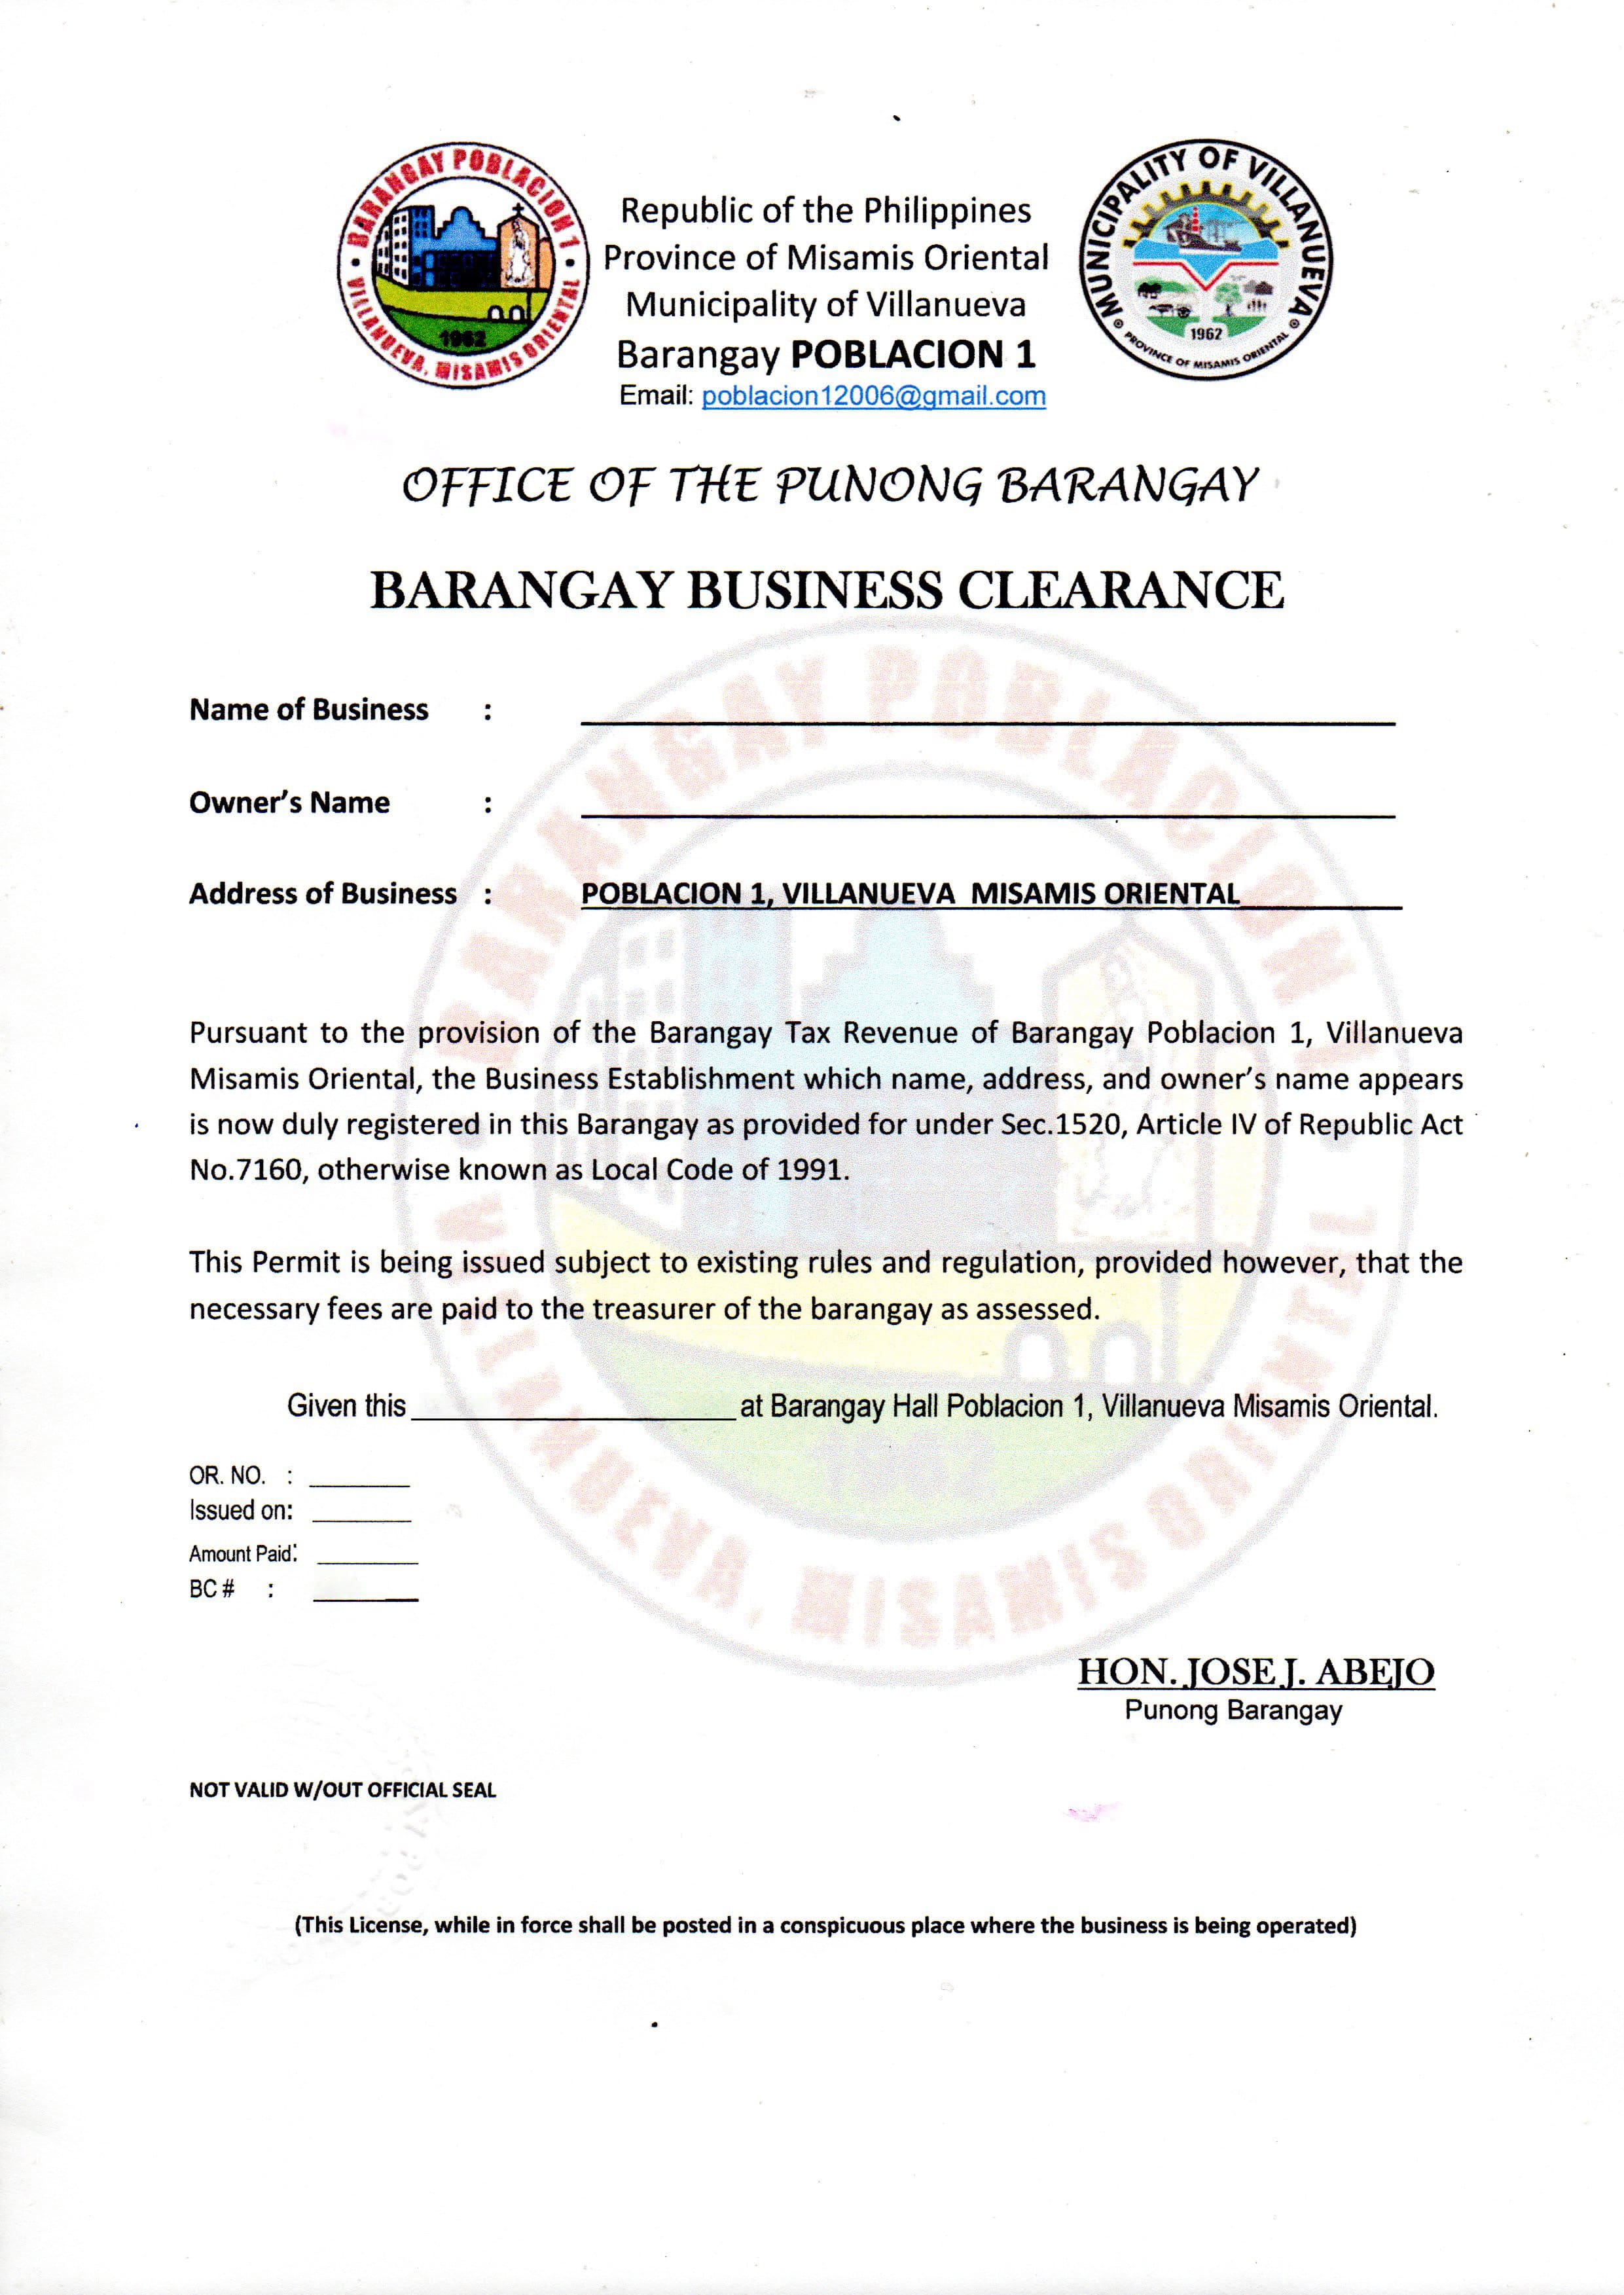 BARANGAY POBLACION 1
VILLANUEVA, MISAMIS ORIENTAL
1962
Republic of the Philippines
Province of Misamis Oriental
Municipality of Villanueva
Barangay POBLACION 1
Email: poblacion12006@gmail.com
MUNICIPALITY OF VILLANUEVA
1962
PROVINCE OF MISAMIS ORIENTAL
OFFICE OF THE PUNONG BARANGAY
BARANGAY BUSINESS CLEARANCE
Name of Business :
Owner's Name :
Address of Business : POBLACION 1, VILLANUEVA MISAMIS ORIENTAL
Pursuant to the provision of the Barangay Tax Revenue of Barangay Poblacion 1, Villanueva
Misamis Oriental, the Business Establishment which name, address, and owner's name appears
is now duly registered in this Barangay as provided for under Sec.1520, Article IV of Republic Act
No.7160, otherwise known as Local Code of 1991.
This Permit is being issued subject to existing rules and regulation, provided however, that the
necessary fees are paid to the treasurer of the barangay as assessed.
Given this ____________________ at Barangay Hall Poblacion 1, Villanueva Misamis Oriental.
OR. NO. :
Issued on:
Amount Paid:
BC # :
HON. JOSE J. ABEJO
Punong Barangay
NOT VALID W/OUT OFFICIAL SEAL
(This License, while in force shall be posted in a conspicuous place where the business is being operated)
BARANGAY POBLACION 1
VILLANUEVA, MISAMIS ORIENTAL
1962